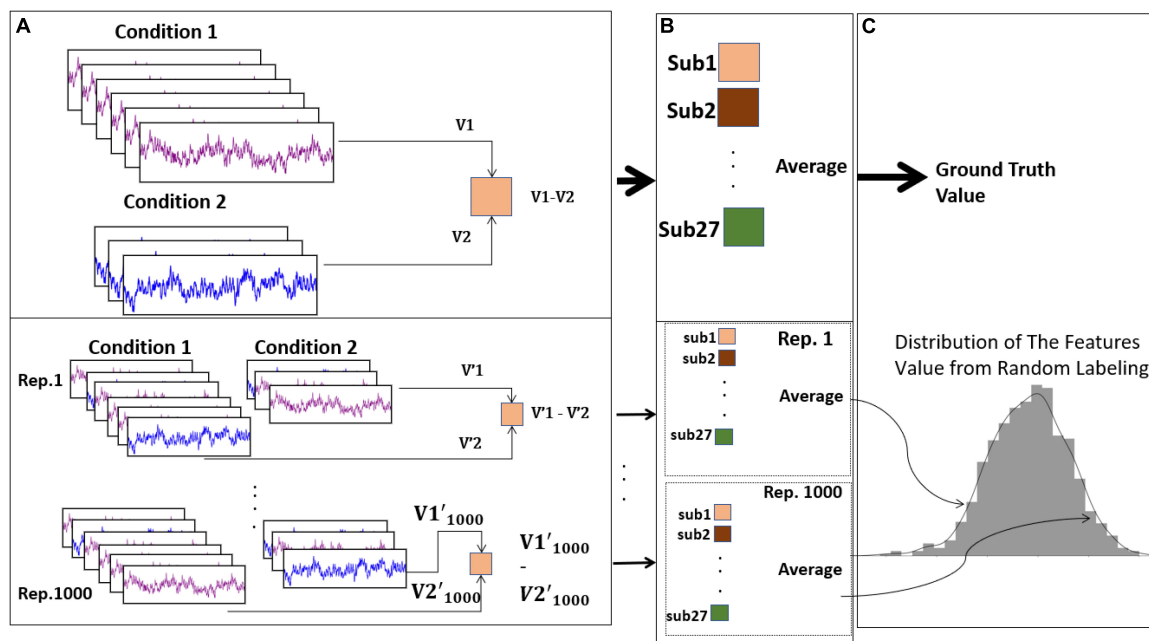 A
Condition 1
V1
V1-V2
Condition 2
V2
B
Sub1
Sub2
Average
Sub27
C
Ground Truth
Value
Condition 1
Condition 2
Rep.1
V'1
V'1 - V'2
V'2
Rep.1000
V1′1000
V1′1000
-
V2′1000
V2′1000
sub1
Rep. 1
sub2
Average
sub27
Rep. 1000
sub1
sub2
Average
sub27
Distribution of The Features
Value from Random Labeling